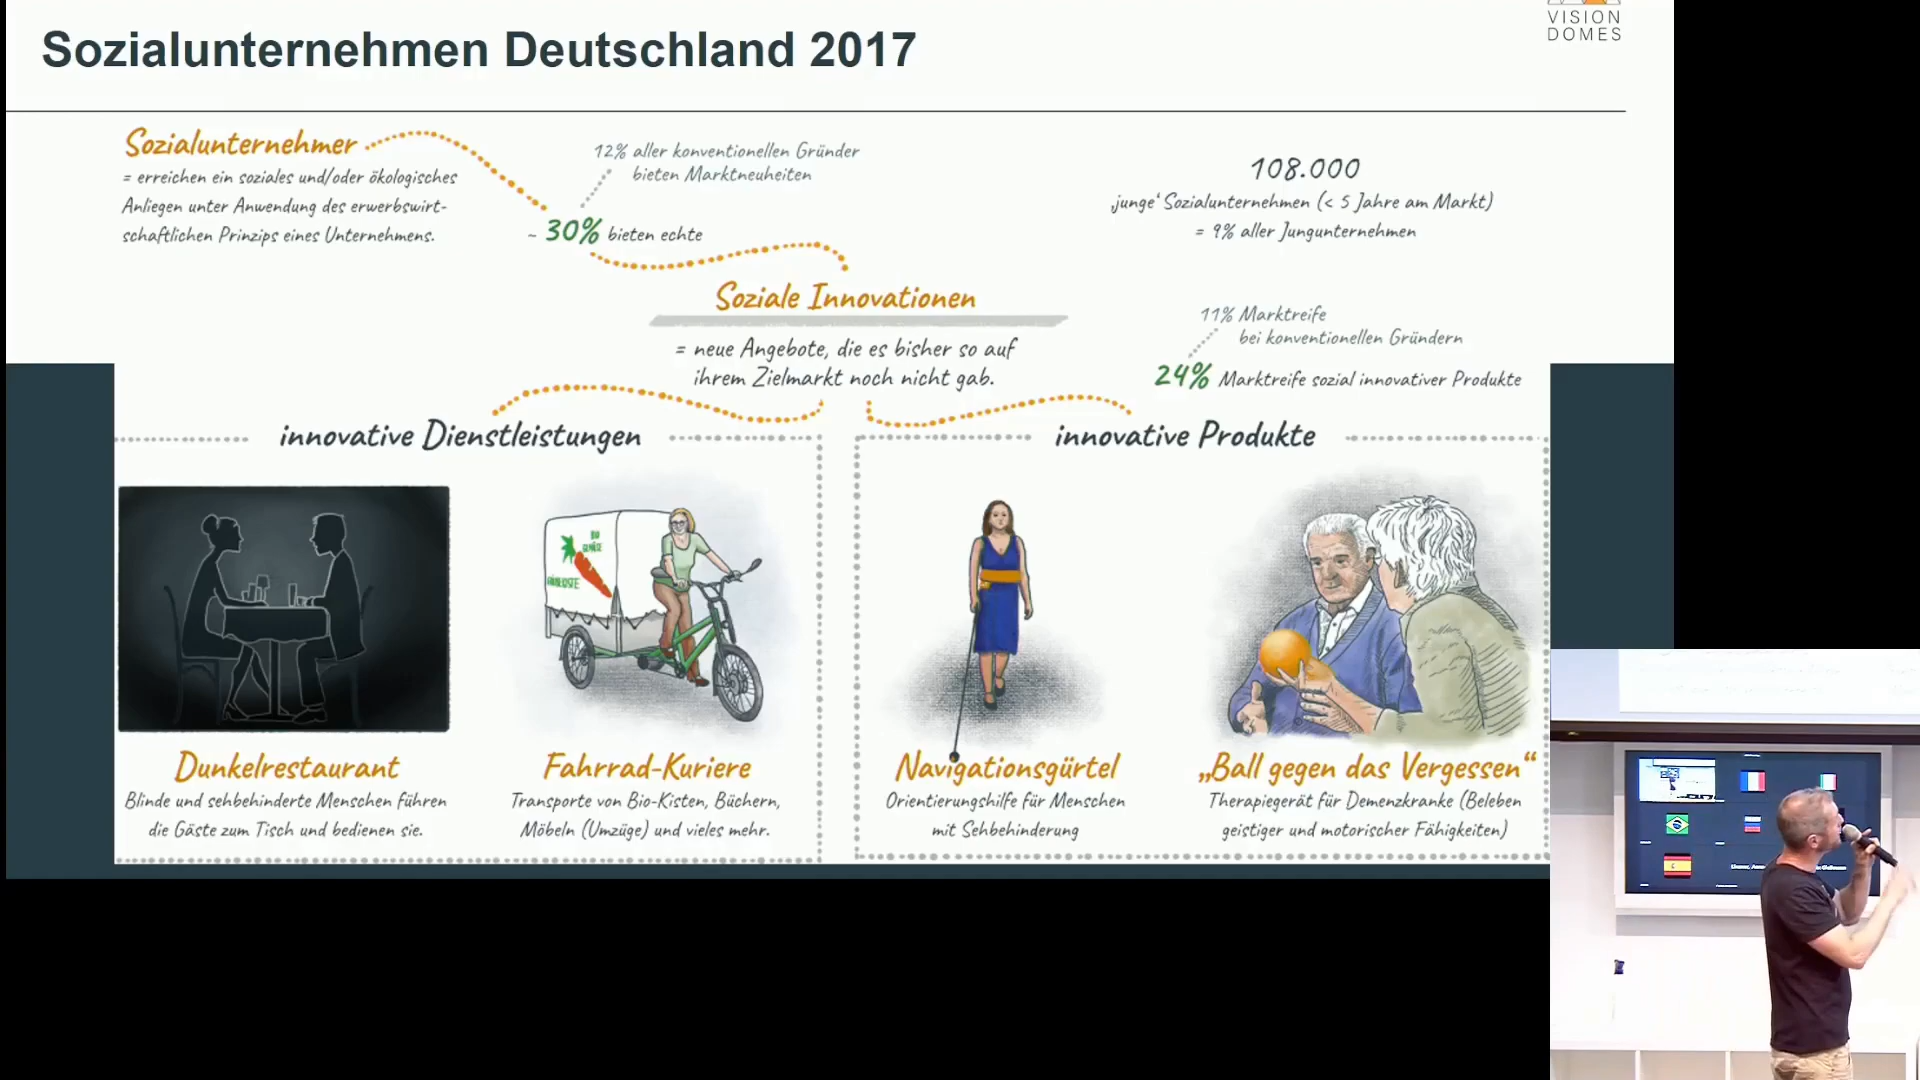 Sozialunternehmen Deutschland 2017
VISION
DOMES
Sozialunternehmer
= erreichen ein soziales und/oder ökologisches
Anliegen unter Anwendung des erwerbswirt-
schaftlichen Prinzips eines Unternehmens.
12% aller konventionellen Gründer
bieten Marktneuheiten
~ 30% bieten echte
108.000
‚junge‘ Sozialunternehmen (< 5 Jahre am Markt)
= 9% aller Jungunternehmen
Soziale Innovationen
= neue Angebote, die es bisher so auf
ihrem Zielmarkt noch nicht gab.
11% Marktreife
bei konventionellen Gründern
24% Marktreife sozial innovativer Produkte
innovative Dienstleistungen
innovative Produkte
BIO
GEMÜSE
Dunkelrestaurant
Blinde und sehbehinderte Menschen führen
die Gäste zum Tisch und bedienen sie.
Fahrrad-Kuriere
Transporte von Bio-Kisten, Büchern,
Möbeln (Umzüge) und vieles mehr.
Navigationsgürtel
Orientierungshilfe für Menschen
mit Sehbehinderung
„Ball gegen das Vergessen“
Therapiegerät für Demenzkranke (Beleben
geistiger und motorischer Fähigkeiten)